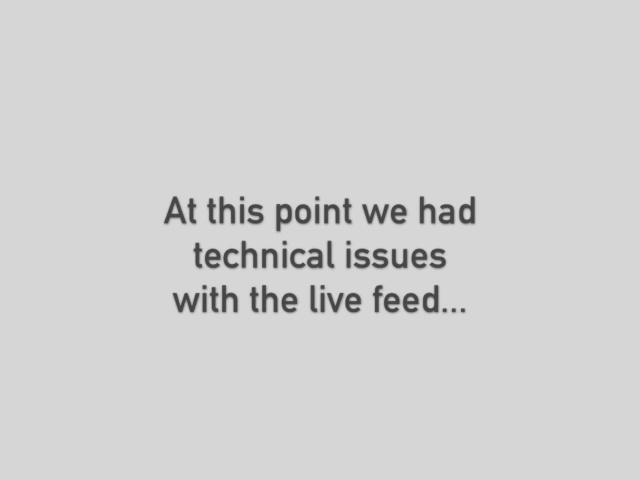 At this point we had
technical issues
with the live feed...